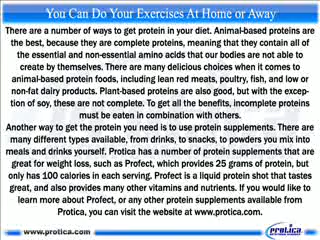 You Can Do Your Exercises At Home or Away
There are a number of ways to get protein in your diet. Animal-based proteins are
the best, because they are complete proteins, meaning that they contain all of
the essential and non-essential amino acids that our bodies are not able to
create by themselves. There are many delicious choices when it comes to
animal-based protein foods, including lean red meats, poultry, fish, and low or
non-fat dairy products. Plant-based proteins are also good, but with the excep-
tion of soy, these are not complete. To get all the benefits, incomplete proteins
must be eaten in combination with others.
Another way to get the protein you need is to use protein supplements. There are
many different types available, from drinks, to snacks, to powders you mix into
meals and drinks yourself. Protica has a number of protein supplements that are
great for weight loss, such as Profect, which provides 25 grams of protein, but
only has 100 calories in each serving. Profect is a liquid protein shot that tastes
great, and also provides many other vitamins and nutrients. If you would like to
learn more about Profect, or any other protein supplements available from
Protica, you can visit the website at www.protica.com.
www.protica.com
protica